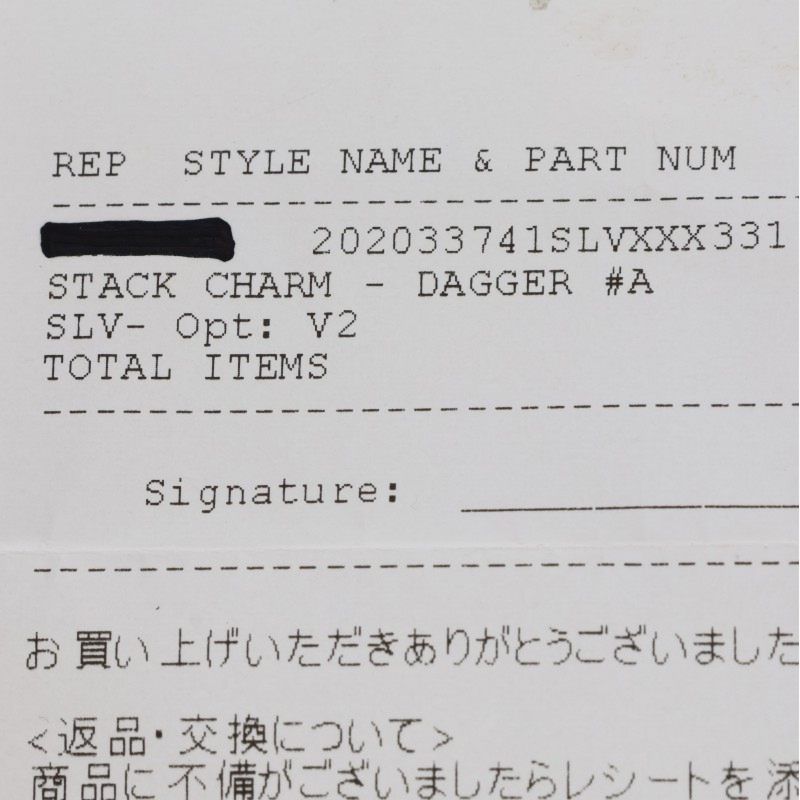 REP STYLE NAME & PART NUM
202033741SLVXXX331
STACK CHARM - DAGGER #A
SLV- Opt: V2
TOTAL ITEMS
Signature:
お買い上げいただきありがとうございました
<返品・交換について>
商品に不備がございましたらレシートを添